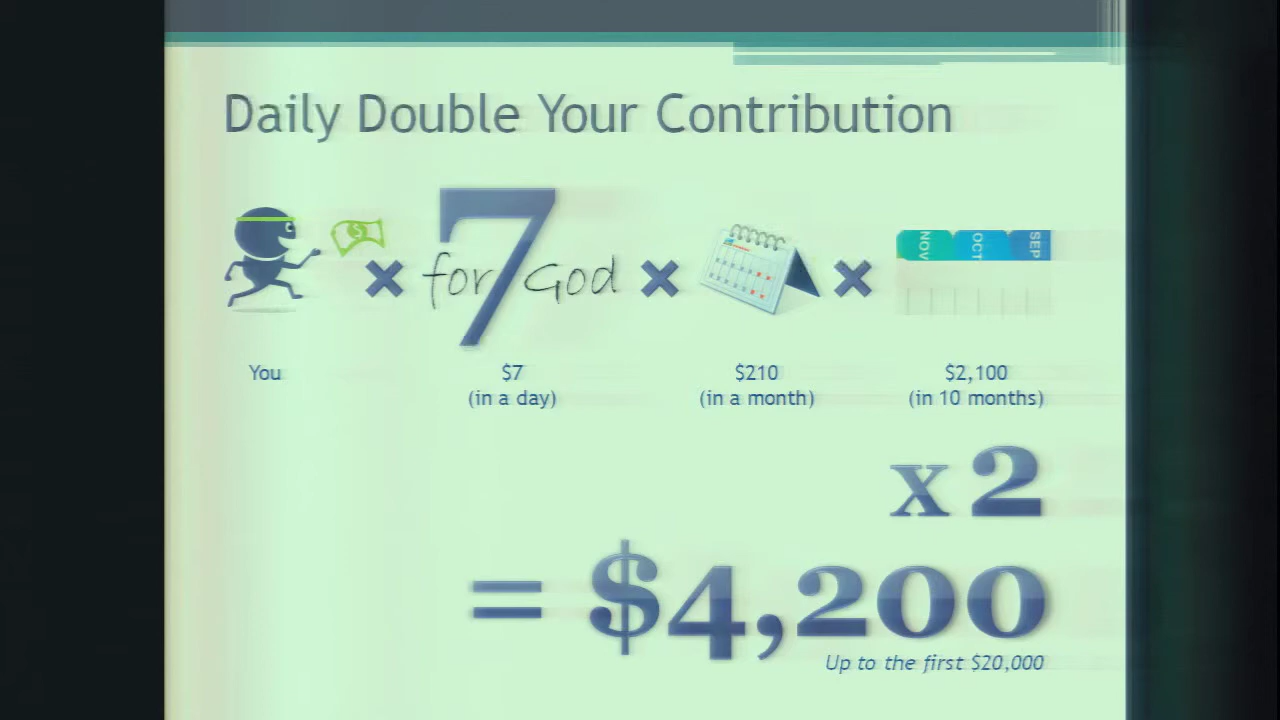 Daily Double Your Contribution
7
for God
NOV OCT SEP
You
$7
(in a day)
$210
(in a month)
$2,100
(in 10 months)
x 2
= $4,200
Up to the first $20,000